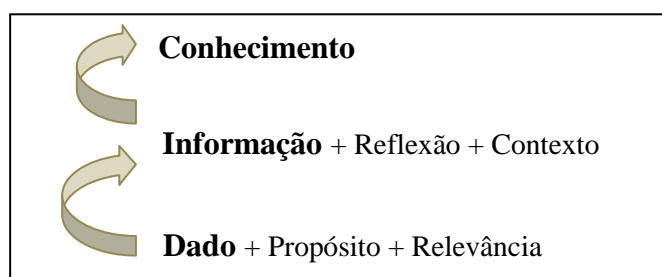 Conhecimento
Informação + Reflexão + Contexto
Dado + Propósito + Relevância